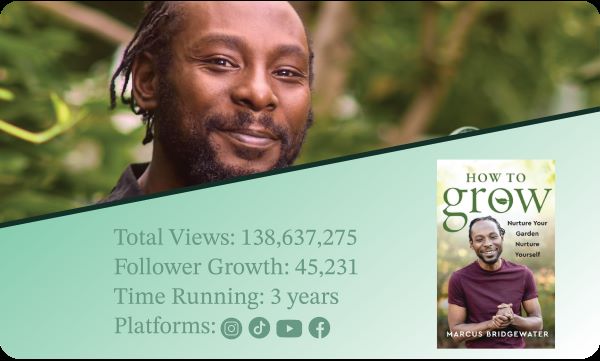 Total Views: 138,637,275
Follower Growth: 45,231
Time Running: 3 years
Platforms:
HOW TO
grow
Nurture Your
Garden
Nurture
Yourself
MARCUS BRIDGEWATER